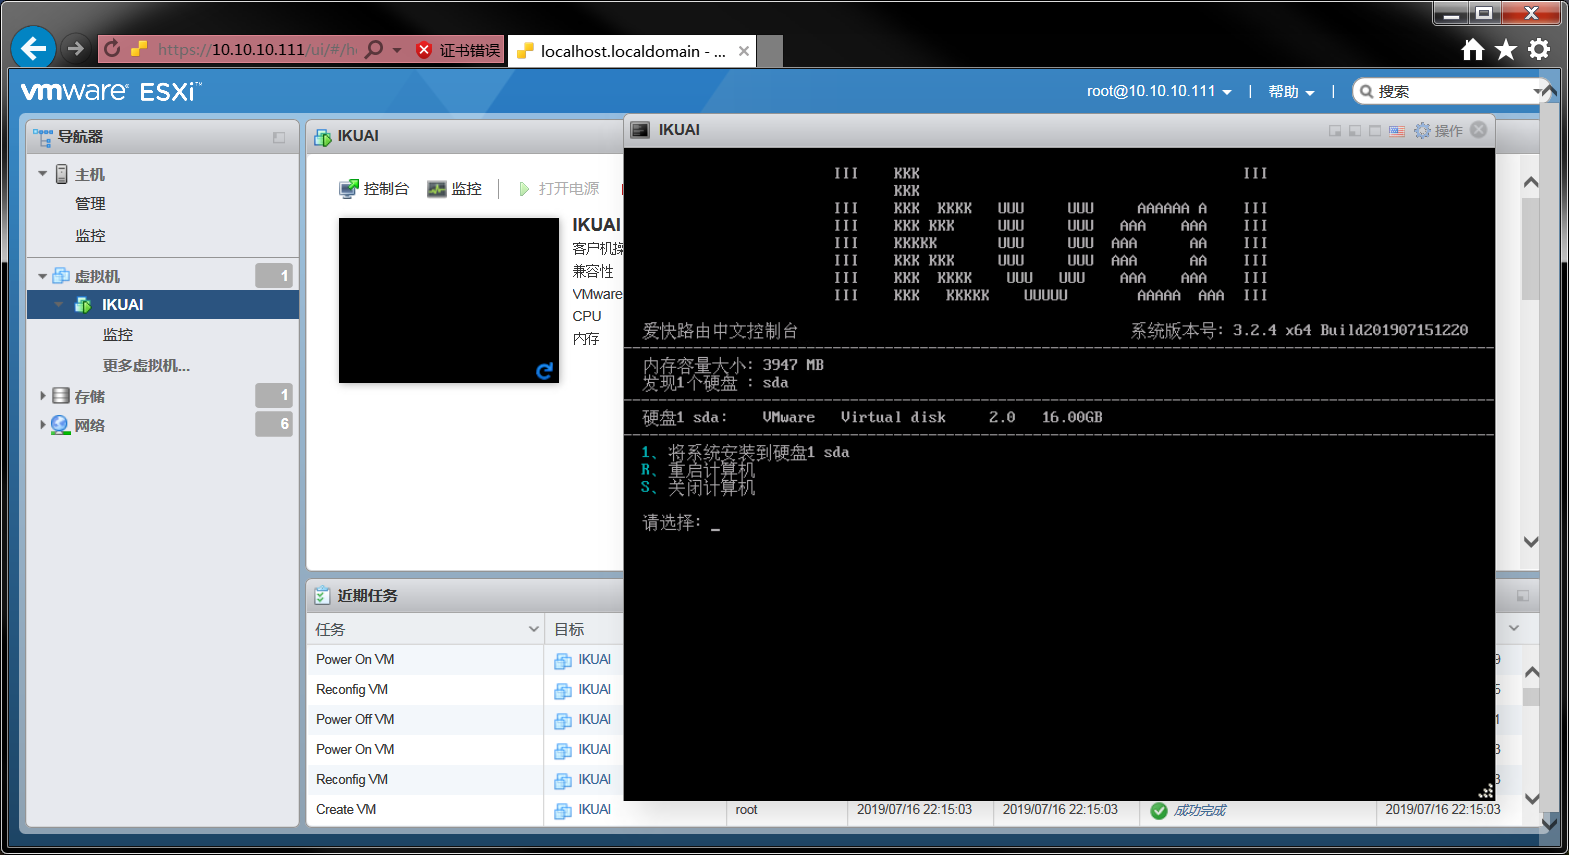 https://10.10.10.111/ui/#/h
证书错误
localhost.localdomain - ...
vmware ESXi™
root@10.10.10.111
帮助
搜索
导航器
主机
管理
监控
虚拟机 1
IKUAI
监控
更多虚拟机...
存储 1
网络 6
IKUAI
控制台
监控
打开电源
IKUAI
客户机操
兼容性
VMware
CPU
内存
IKUAI
操作
III KKK III
KKK
III KKK KKKK UUU UUU AAAAAA A III
III KKK KKK UUU UUU AAA AAA III
III KKKKK UUU UUU AAA AA III
III KKK KKK UUU UUU AAA AA III
III KKK KKKK UUU UUU AAA AAA III
III KKK KKKKK UUUUU AAAAA AAA III
爱快路由中文控制台 系统版本号: 3.2.4 x64 Build201907151220
内存容量大小: 3947 MB
发现1个硬盘 : sda
硬盘1 sda: VMware Virtual disk 2.0 16.00GB
1、将系统安装到硬盘1 sda
R、重启计算机
S、关闭计算机
请选择: _
近期任务
任务 目标
Power On VM IKUAI 9
Reconfig VM IKUAI 5
Power Off VM IKUAI 1
Power On VM IKUAI 3
Reconfig VM IKUAI 3
Create VM IKUAI root 2019/07/16 22:15:03 2019/07/16 22:15:03 成功完成 2019/07/16 22:15:03